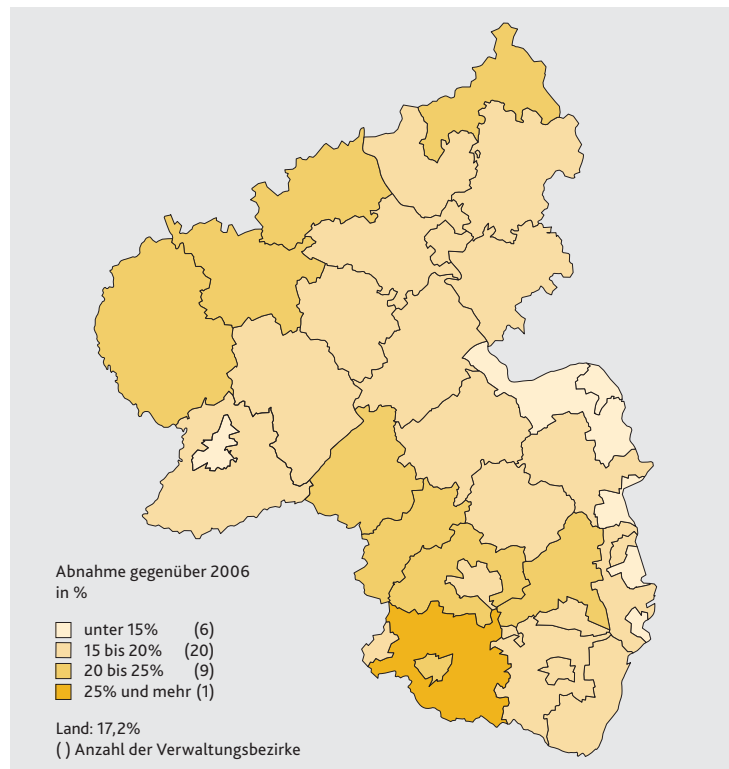 Abnahme gegenüber 2006
in %
unter 15% (6)
15 bis 20% (20)
20 bis 25% (9)
25% und mehr (1)
Land: 17,2%
( ) Anzahl der Verwaltungsbezirke